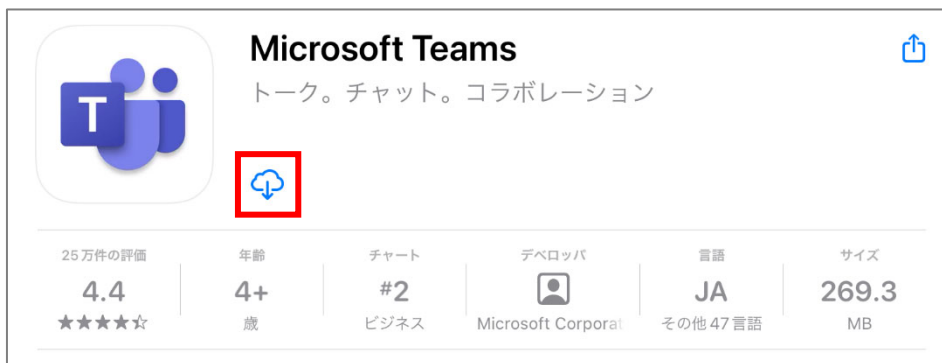 Microsoft Teams
トーク。チャット。コラボレーション
T
25万件の評価
4.4
★★★★☆
年齢
4+
歳
チャート
#2
ビジネス
デベロッパ
Microsoft Corporat
言語
JA
その他 47 言語
サイズ
269.3
MB